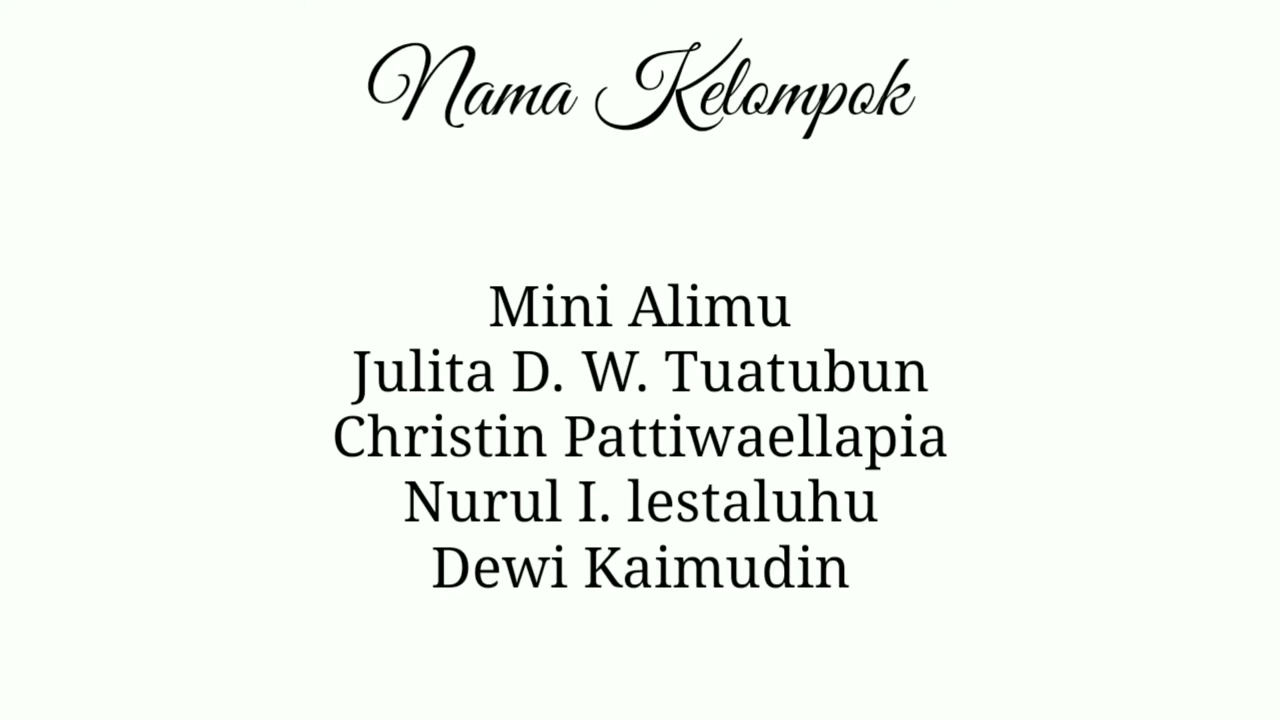 Nama Kelompok
Mini Alimu
Julita D. W. Tuatubun
Christin Pattiwaellapia
Nurul I. lestaluhu
Dewi Kaimudin